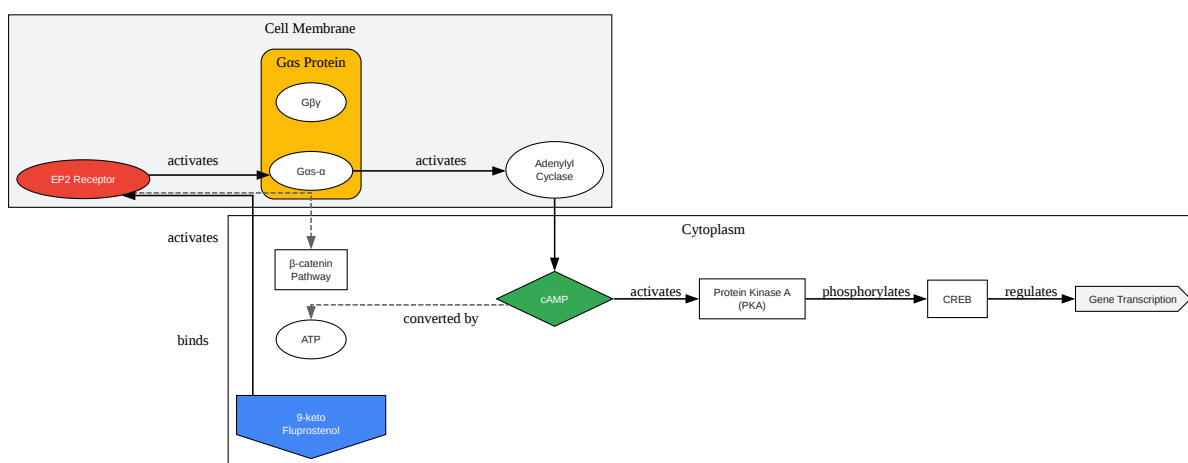 Cell Membrane
Gαs Protein
Gβγ
activates
activates
Adenylyl
Cyclase
EP2 Receptor
Gαs-α
Cytoplasm
activates
β-catenin
Pathway
cAMP
activates
Protein Kinase A
(PKA)
phosphorylates
CREB
regulates
Gene Transcription
converted by
binds
ATP
9-keto
Fluprostenol